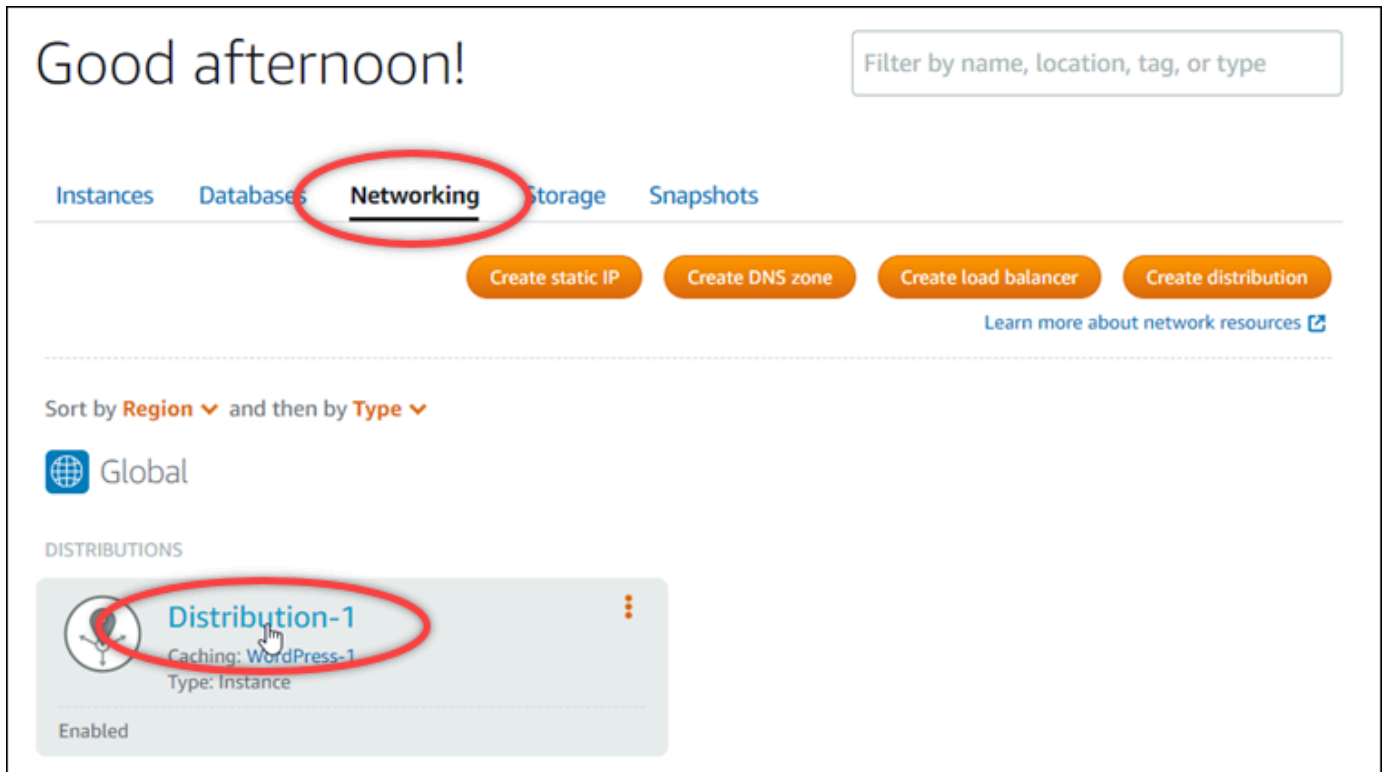 Good afternoon!
Filter by name, location, tag, or type
Instances Databases Networking Storage Snapshots
Create static IP Create DNS zone Create load balancer Create distribution
Learn more about network resources
Sort by Region and then by Type
Global
DISTRIBUTIONS
Distribution-1
Caching: WordPress-1
Type: Instance
Enabled